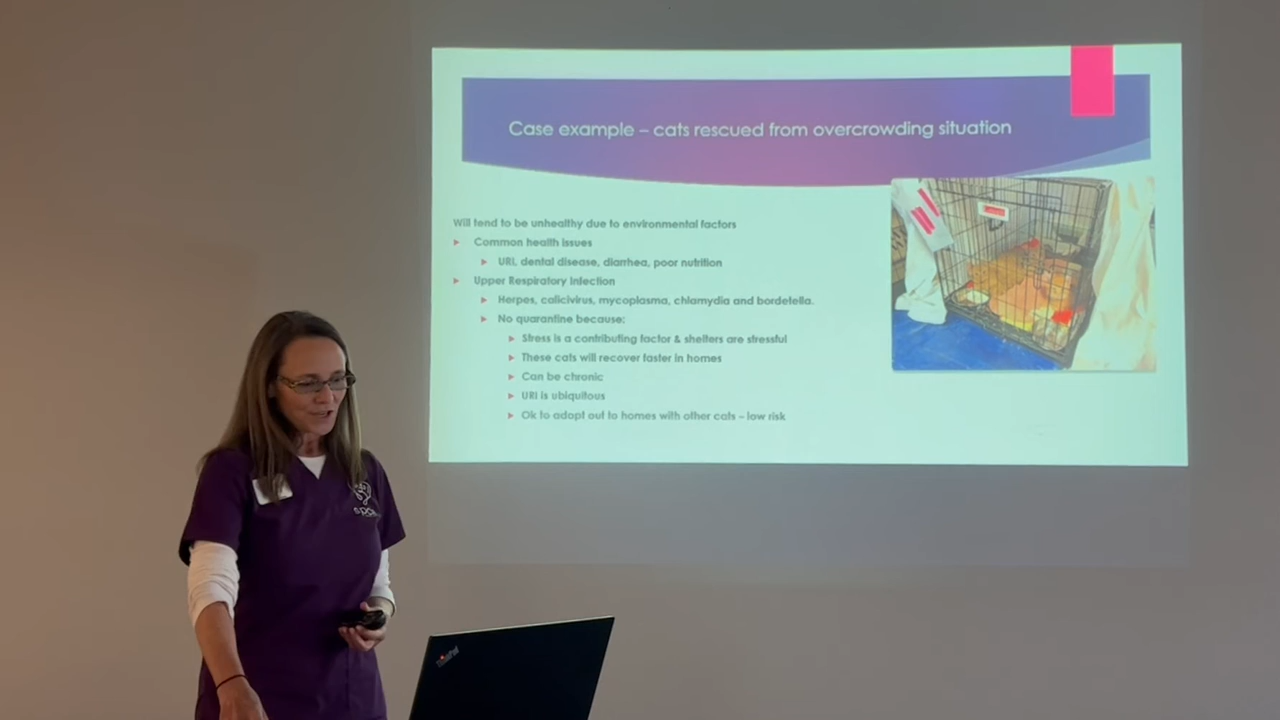 Case example – cats rescued from overcrowding situation
Will tend to be unhealthy due to environmental factors
Common health issues
URI, dental disease, diarrhea, poor nutrition
Upper Respiratory Infection
Herpes, calicivirus, mycoplasma, chlamydia and bordetella.
No quarantine because:
Stress is a contributing factor & shelters are stressful
These cats will recover faster in homes
Can be chronic
URI is ubiquitous
Ok to adopt out to homes with other cats – low risk
spca
ThinkPad